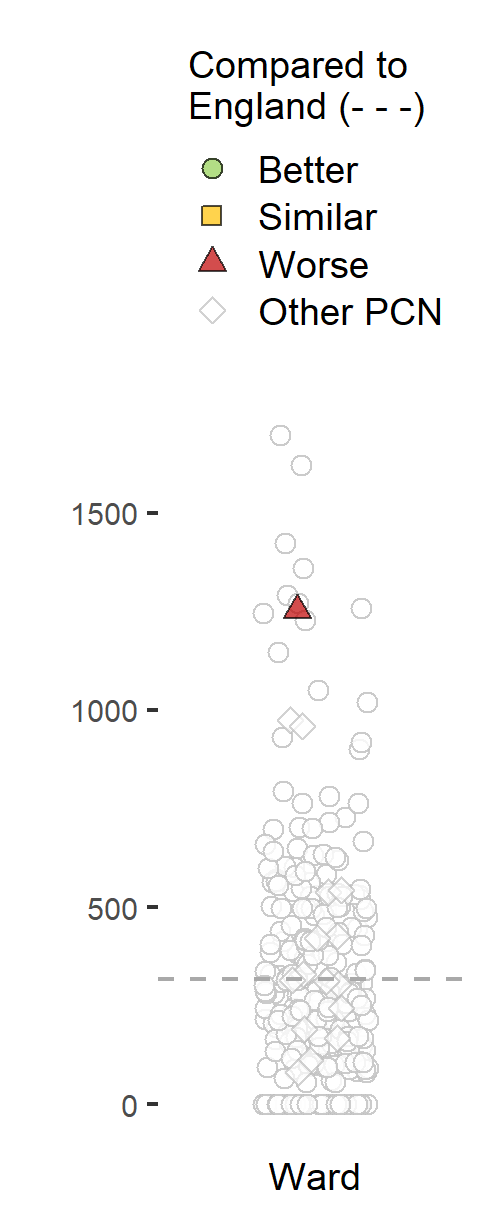 Compared to
England (- - -)
Better
Similar
Worse
Other PCN
1500
1000
500
0
Ward